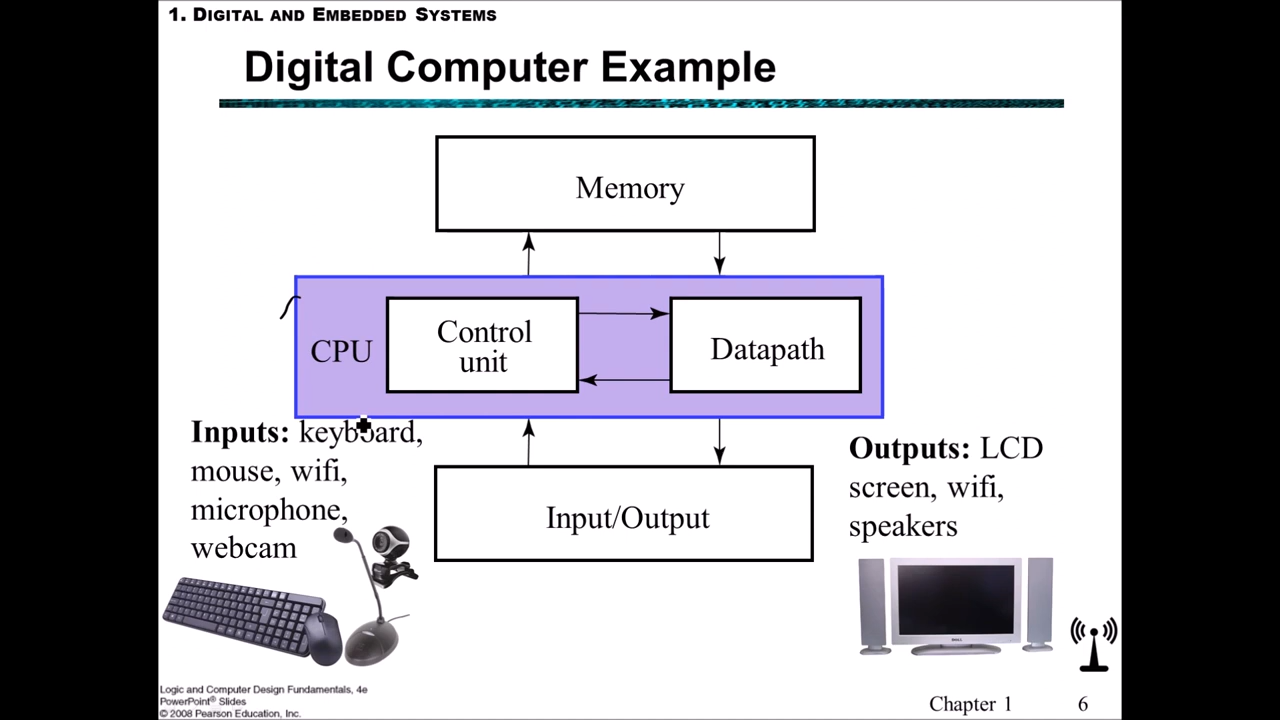 1. DIGITAL AND EMBEDDED SYSTEMS
Digital Computer Example
Memory
CPU
Control
unit
Datapath
Inputs: keyboard,
mouse, wifi,
microphone,
webcam
Input/Output
Outputs: LCD
screen, wifi,
speakers
DELL
Logic and Computer Design Fundamentals, 4e
PowerPoint® Slides
© 2008 Pearson Education, Inc.
Chapter 1
6